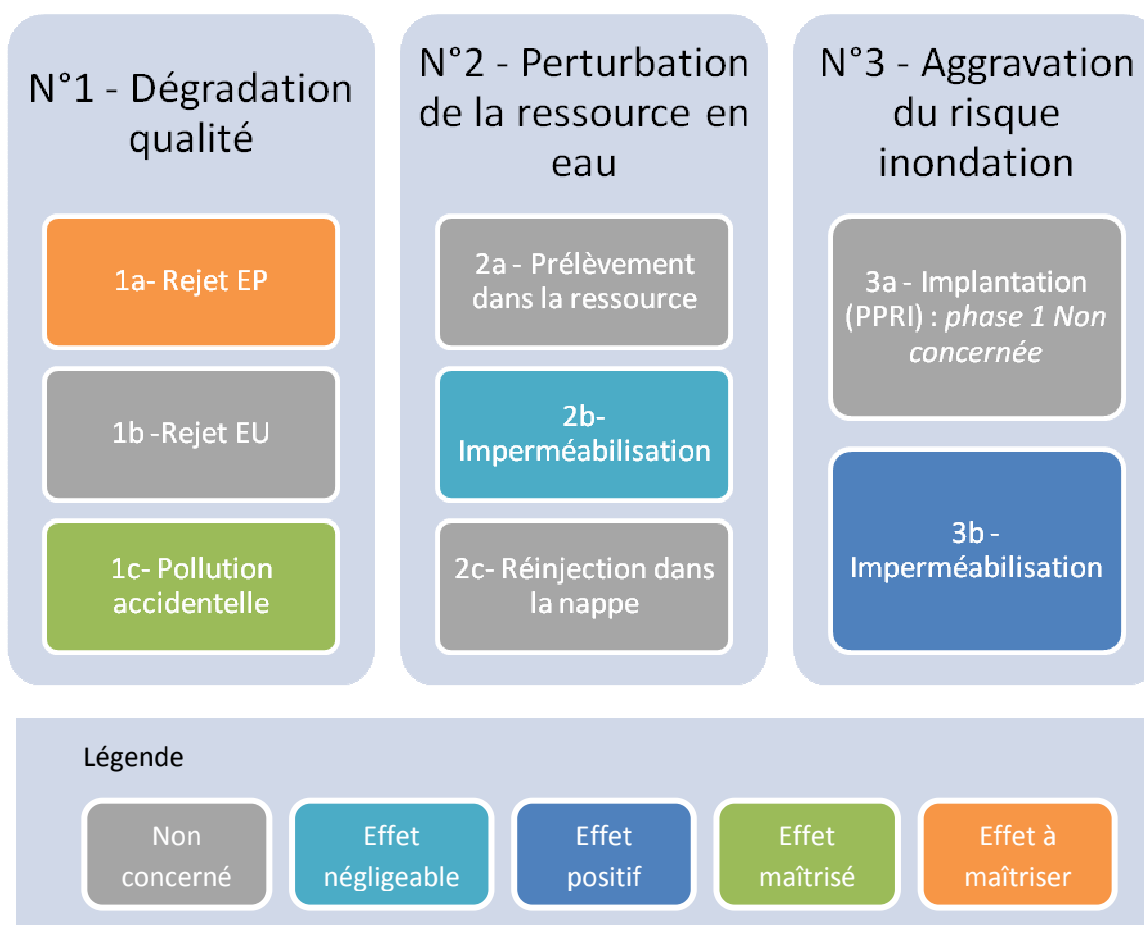 N°1 - Dégradation
qualité
1a- Rejet EP
1b -Rejet EU
1c- Pollution
accidentelle
N°2 - Perturbation
de la ressource en
eau
2a - Prélèvement
dans la ressource
2b-
Imperméabilisation
2c- Réinjection dans
la nappe
N°3 - Aggravation
du risque
inondation
3a - Implantation
(PPRI) : phase 1 Non
concernée
3b -
Imperméabilisation
Légende
Non
concerné
Effet
négligeable
Effet
positif
Effet
maîtrisé
Effet à
maîtriser